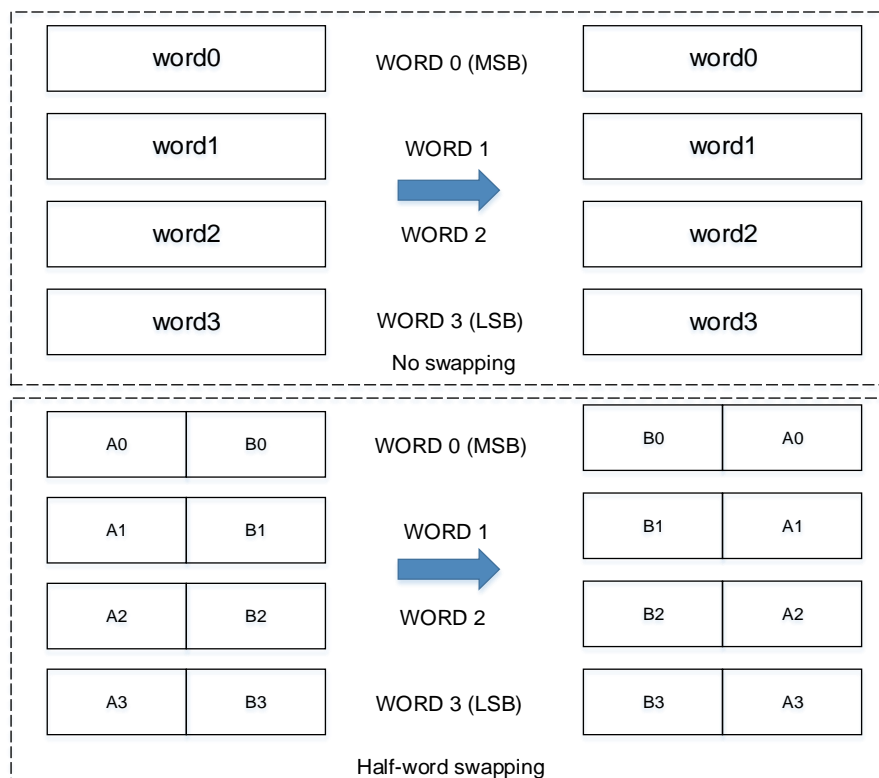 word0 WORD 0 (MSB) word0
word1 WORD 1 word1
word2 WORD 2 word2
word3 WORD 3 (LSB) word3
No swapping
A0 B0 WORD 0 (MSB) B0 A0
A1 B1 WORD 1 B1 A1
A2 B2 WORD 2 B2 A2
A3 B3 WORD 3 (LSB) B3 A3
Half-word swapping